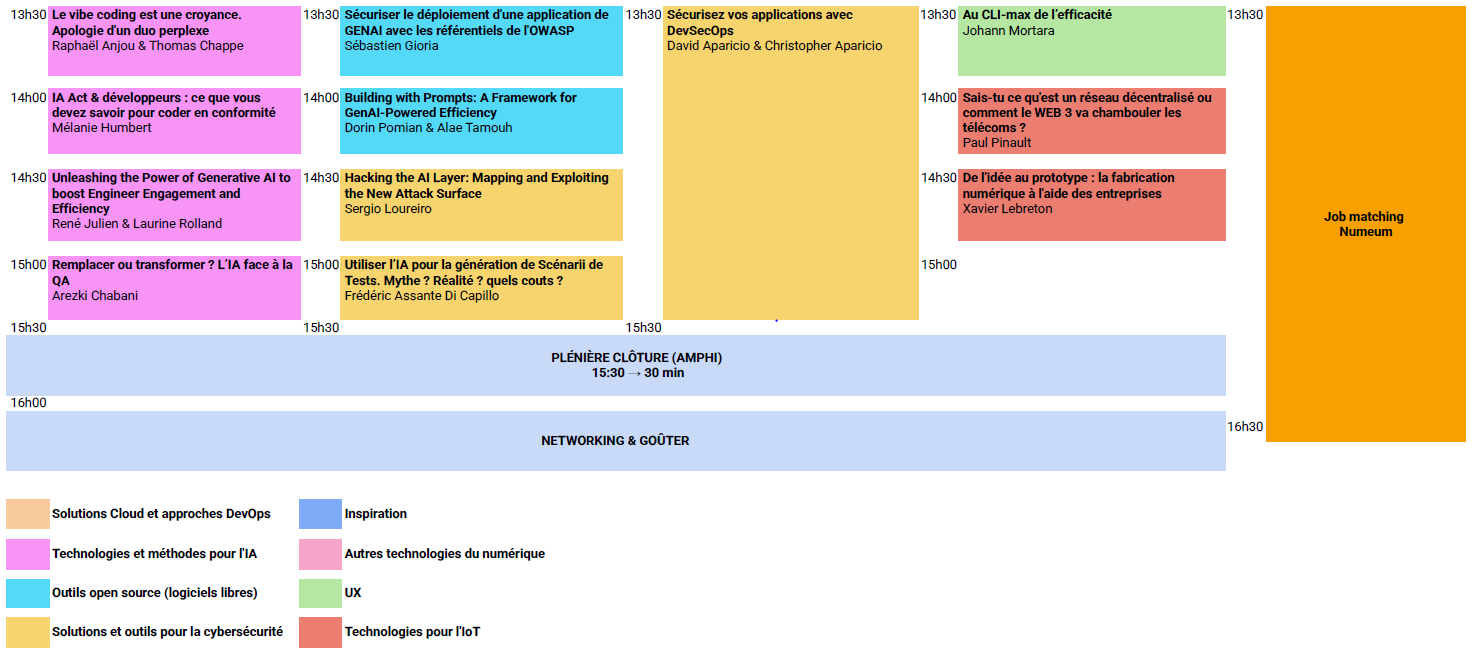 13h30
Le vibe coding est une croyance.
Apologie d'un duo perplexe
Raphaël Anjou & Thomas Chappe
14h00
IA Act & développeurs : ce que vous
devez savoir pour coder en conformité
Mélanie Humbert
14h30
Unleashing the Power of Generative AI to
boost Engineer Engagement and
Efficiency
René Julien & Laurine Rolland
15h00
Remplacer ou transformer ? L’IA face à la
QA
Arezki Chabani
15h30
13h30
Sécuriser le déploiement d'une application de
GENAI avec les référentiels de l'OWASP
Sébastien Gioria
14h00
Building with Prompts: A Framework for
GenAI-Powered Efficiency
Dorin Pomian & Alae Tamouh
14h30
Hacking the AI Layer: Mapping and Exploiting
the New Attack Surface
Sergio Loureiro
15h00
Utiliser l’IA pour la génération de Scénarii de
Tests. Mythe ? Réalité ? quels couts ?
Frédéric Assante Di Capillo
15h30
13h30
Sécurisez vos applications avec
DevSecOps
David Aparicio & Christopher Aparicio
15h30
13h30
Au CLI-max de l’efficacité
Johann Mortara
14h00
Sais-tu ce qu'est un réseau décentralisé ou
comment le WEB 3 va chambouler les
télécoms ?
Paul Pinault
14h30
De l'idée au prototype : la fabrication
numérique à l'aide des entreprises
Xavier Lebreton
15h00
13h30
Job matching
Numeum
16h30
PLÉNIÈRE CLÔTURE (AMPHI)
15:30 → 30 min
16h00
NETWORKING & GOÛTER
Solutions Cloud et approches DevOps
Technologies et méthodes pour l'IA
Outils open source (logiciels libres)
Solutions et outils pour la cybersécurité
Inspiration
Autres technologies du numérique
UX
Technologies pour l'IoT